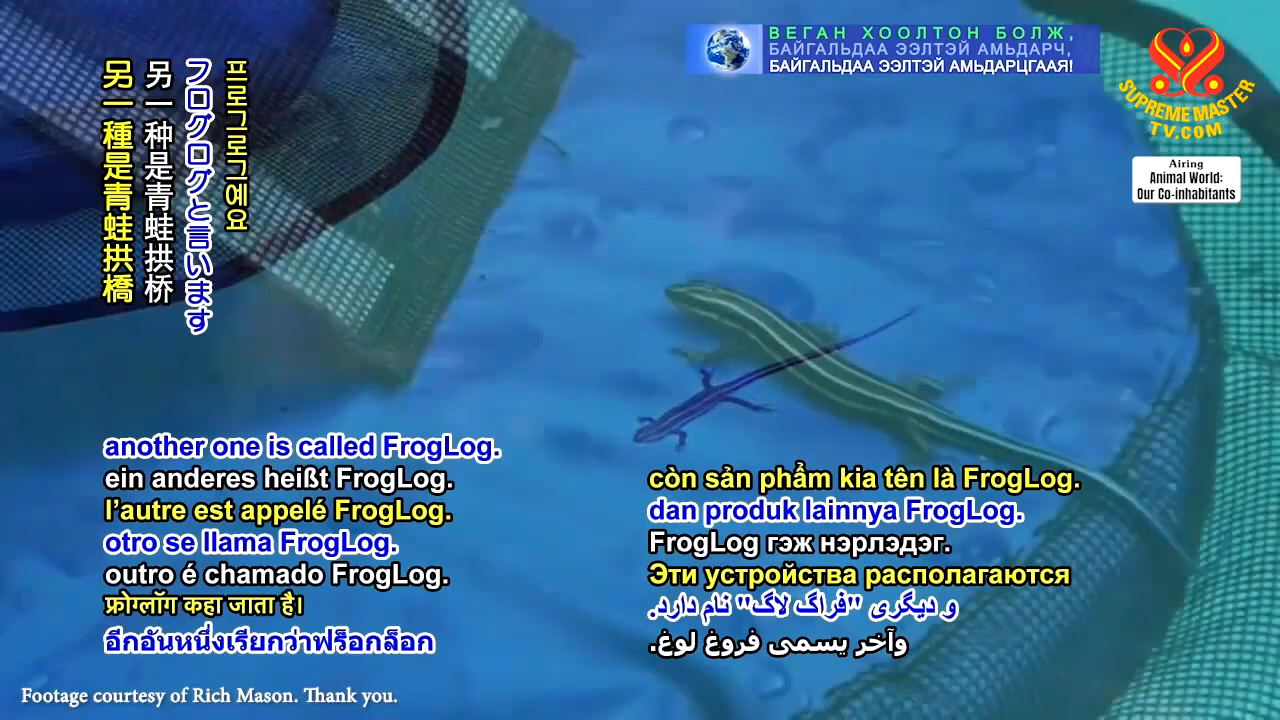 ВЕГАН ХООЛТОН БОЛЖ,
БАЙГАЛЬДАА ЭЭЛТЭЙ АМЬДАРЧ,
БАЙГАЛЬДАА ЭЭЛТЭЙ АМЬДАРЦГААЯ!
SUPREME MASTER
TV.COM
Airing
Animal World:
Our Co-inhabitants
프로그로그예요
フログログと言います
另一种是青蛙拱桥
另一種是青蛙拱橋
another one is called FrogLog.
ein anderes heißt FrogLog.
l’autre est appelé FrogLog.
otro se llama FrogLog.
outro é chamado FrogLog.
फ्रोग्लॉग कहा जाता है।
อีกอันหนึ่งเรียกว่าฟร็อกล็อก
còn sản phẩm kia tên là FrogLog.
dan produk lainnya FrogLog.
FrogLog гэж нэрлэдэг.
Эти устройства располагаются
و دیگری "فراگ لاگ" نام دارد.
وآخر يسمى فروغ لوغ.
Footage courtesy of Rich Mason. Thank you.